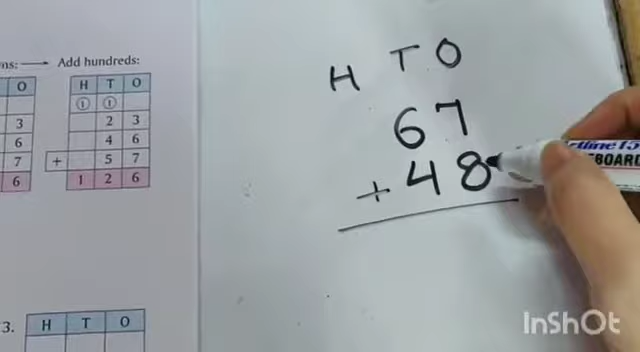 ns: → Add hundreds:
O H T O
① ①
3 2 3
6 4 6
7 + 5 7
6 1 2 6
3. H T O
H T O
67
+ 48
InShOt